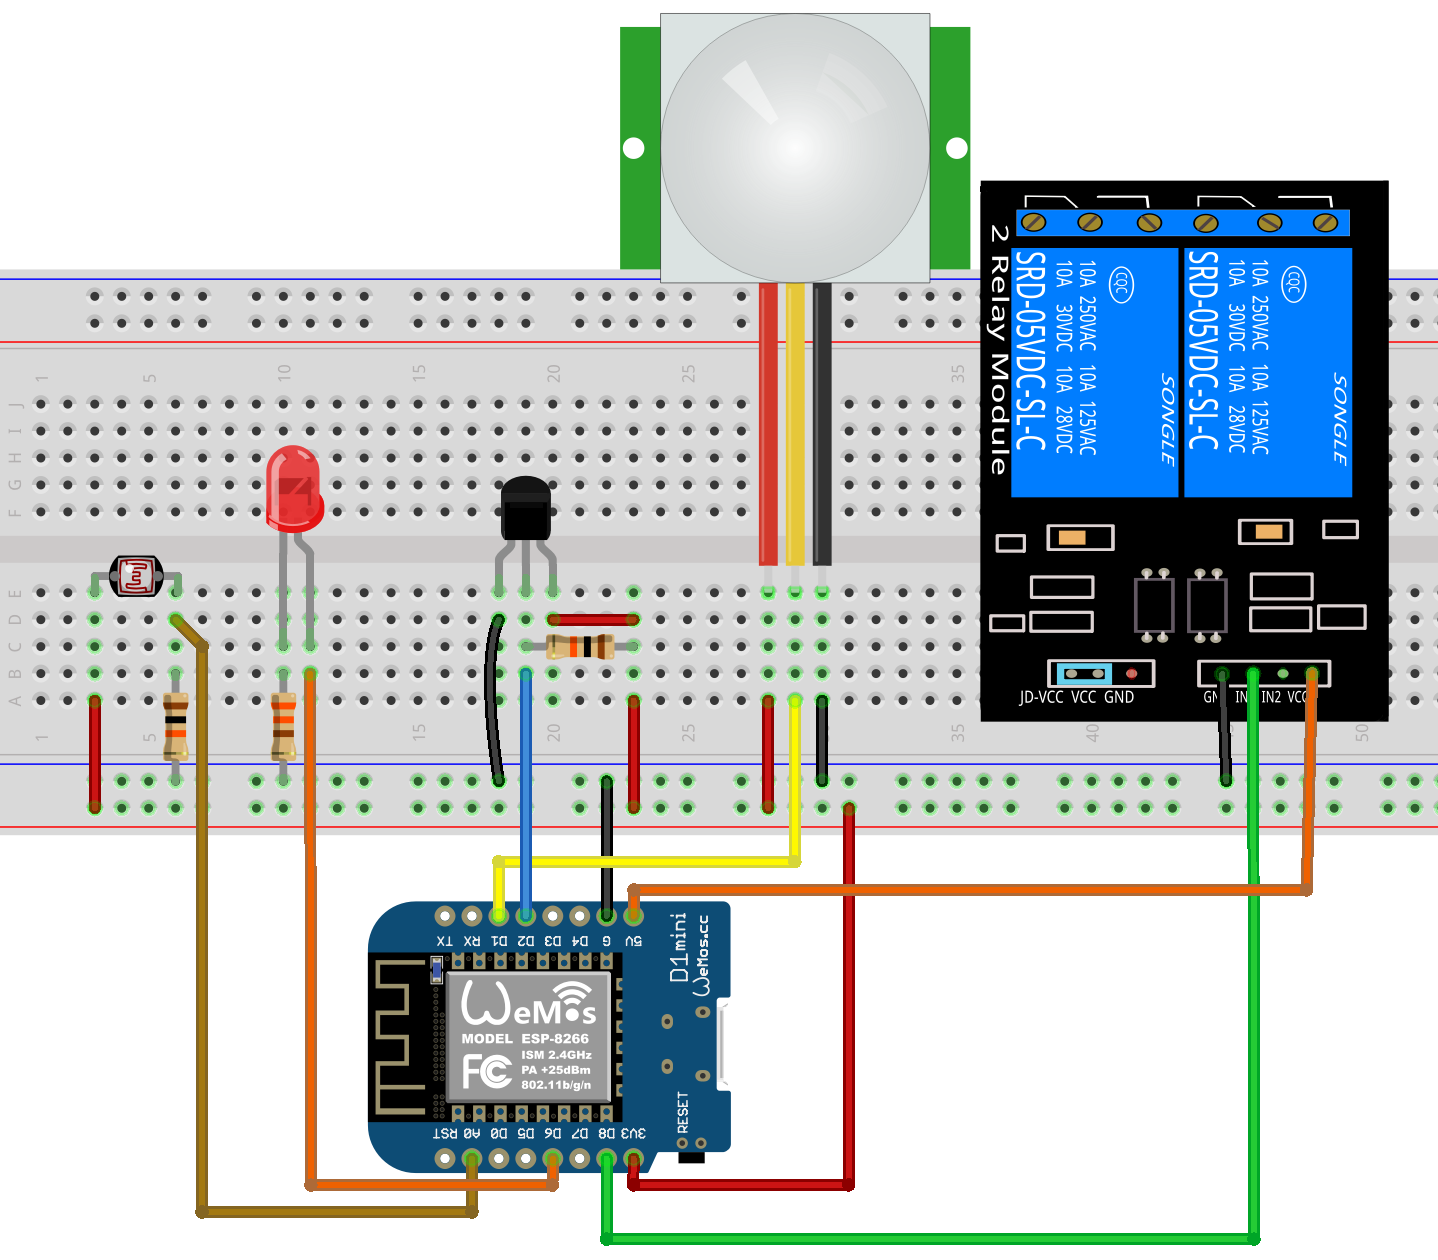 2 Relay Module
SRD-05VDC-SL-C
10A 30VDC 10A 28VDC
10A 250VAC 10A 125VAC
CQC
SONGLE
SRD-05VDC-SL-C
10A 30VDC 10A 28VDC
10A 250VAC 10A 125VAC
CQC
SONGLE
1 5 10 15 20 25 35
J J
I I
H H
G G
F F
E E
D D
C C
B B
A A
JD-VCC VCC GND
IN2
1 5 15 20 25 35 40 50
TX RX D1 D2 D3 D4 G 5V
D1 mini
WeMos.cc
WeMos
MODEL ESP-8266
ISM 2.4GHz
PA +25dBm
802.11b/g/n
FC
RESET
RST A0 D0 D5 D6 D7 D8 3V3